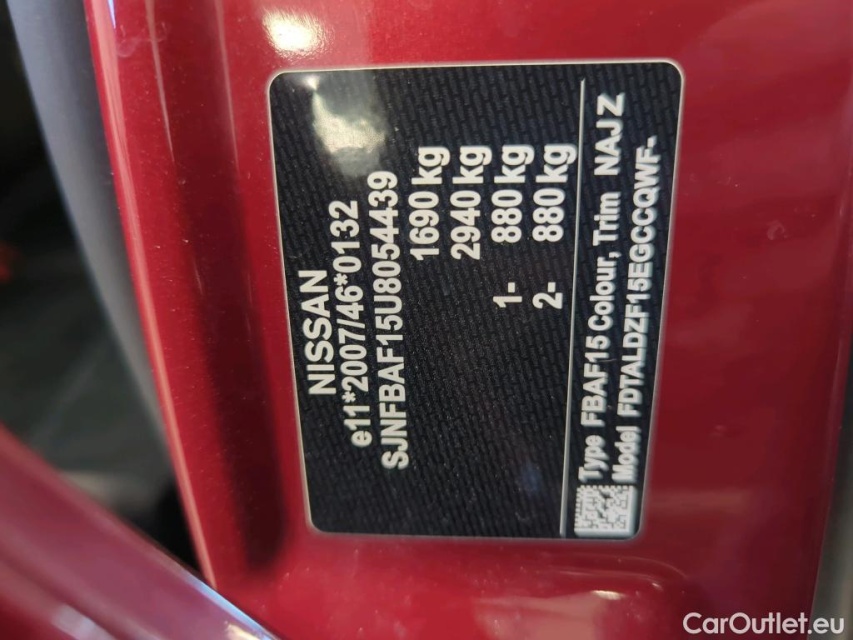 NISSAN
e11*2007/46*0132
SJNFBAF15U8054439
1690 kg
2940 kg
1- 880 kg
2- 880 kg
Type FBAF15 Colour, Trim NAJ Z
Model FDTALDZF15EGCCQWF-
CarOutlet.eu